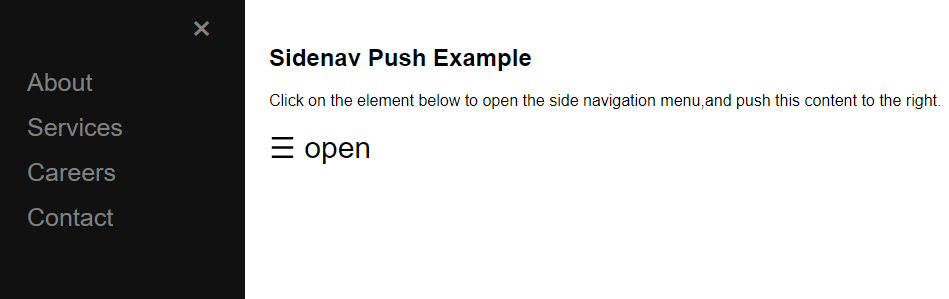 ×
About
Services
Careers
Contact
Sidenav Push Example
Click on the element below to open the side navigation menu,and push this content to the right.
☰ open